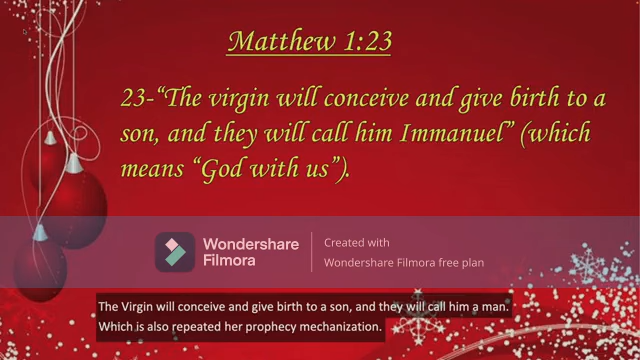 Matthew 1:23
23-“The virgin will conceive and give birth to a
son, and they will call him Immanuel” (which
means “God with us”).
Wondershare
Filmora
Created with
Wondershare Filmora free plan
The Virgin will conceive and give birth to a son, and they will call him a man.
Which is also repeated her prophecy mechanization.